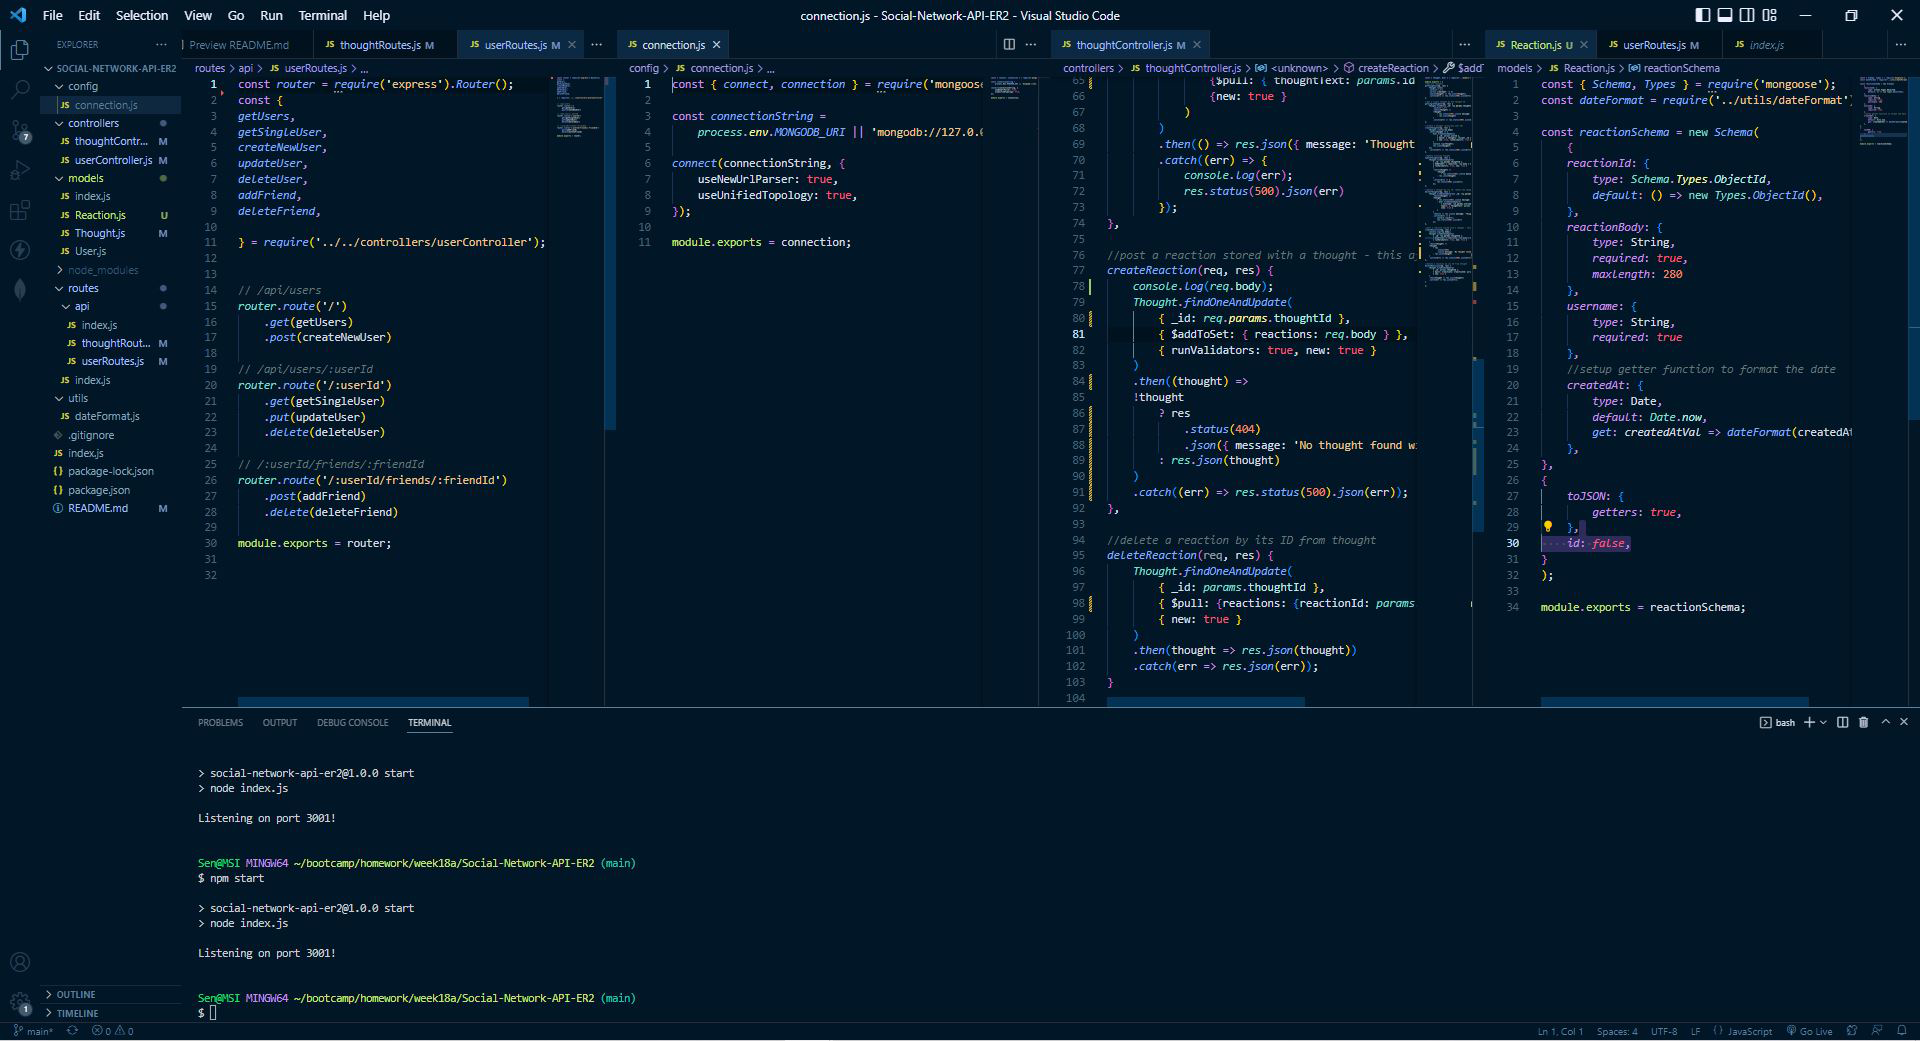 File Edit Selection View Go Run Terminal Help
connection.js - Social-Network-API-ER2 - Visual Studio Code
EXPLORER
SOCIAL-NETWORK-API-ER2
config
JS connection.js
controllers
JS thoughtContr... M
JS userController.js M
models
JS index.js
JS Reaction.js U
JS Thought.js M
JS User.js
node_modules
routes
api
JS index.js
JS thoughtRout... M
JS userRoutes.js M
JS index.js
utils
JS dateFormat.js
.gitignore
JS index.js
{} package-lock.json
{} package.json
README.md M
OUTLINE
TIMELINE
7
1
Preview README.md
JS thoughtRoutes.js M
JS userRoutes.js M
routes > api > JS userRoutes.js > ...
1 const router = require('express').Router();
2 const {
3 getUsers,
4 getSingleUser,
5 createNewUser,
6 updateUser,
7 deleteUser,
8 addFriend,
9 deleteFriend,
10
11 } = require('../../controllers/userController');
12
13
14 // /api/users
15 router.route('/')
16 .get(getUsers)
17 .post(createNewUser)
18
19 // /api/users/:userId
20 router.route('/:userId')
21 .get(getSingleUser)
22 .put(updateUser)
23 .delete(deleteUser)
24
25 // /:userId/friends/:friendId
26 router.route('/:userId/friends/:friendId')
27 .post(addFriend)
28 .delete(deleteFriend)
29
30 module.exports = router;
31
32
JS connection.js
config > JS connection.js > ...
1 const { connect, connection } = require('mongoose
2
3 const connectionString =
4 process.env.MONGODB_URI || 'mongodb://127.0.0
5
6 connect(connectionString, {
7 useNewUrlParser: true,
8 useUnifiedTopology: true,
9 });
10
11 module.exports = connection;
JS thoughtController.js M
controllers > JS thoughtController.js > <unknown> > createReaction > $add
65 {$pull: { thoughtText: params.id
66 {new: true }
67 )
68 )
69 .then(() => res.json({ message: 'Thought
70 .catch((err) => {
71 console.log(err);
72 res.status(500).json(err)
73 });
74 },
75
76 //post a reaction stored with a thought - this a
77 createReaction(req, res) {
78 console.log(req.body);
79 Thought.findOneAndUpdate(
80 { _id: req.params.thoughtId },
81 { $addToSet: { reactions: req.body } },
82 { runValidators: true, new: true }
83 )
84 .then((thought) =>
85 !thought
86 ? res
87 .status(404)
88 .json({ message: 'No thought found w
89 : res.json(thought)
90 )
91 .catch((err) => res.status(500).json(err));
92 },
93
94 //delete a reaction by its ID from thought
95 deleteReaction(req, res) {
96 Thought.findOneAndUpdate(
97 { _id: params.thoughtId },
98 { $pull: {reactions: {reactionId: params.
99 { new: true }
100 )
101 .then(thought => res.json(thought))
102 .catch(err => res.json(err));
103 }
104
JS Reaction.js U
JS userRoutes.js M
JS index.js
models > JS Reaction.js > reactionSchema
1 const { Schema, Types } = require('mongoose');
2 const dateFormat = require('../utils/dateFormat')
3
4 const reactionSchema = new Schema(
5 {
6 reactionId: {
7 type: Schema.Types.ObjectId,
8 default: () => new Types.ObjectId(),
9 },
10 reactionBody: {
11 type: String,
12 required: true,
13 maxLength: 280
14 },
15 username: {
16 type: String,
17 required: true
18 },
19 //setup getter function to format the date
20 createdAt: {
21 type: Date,
22 default: Date.now,
23 get: createdAtVal => dateFormat(createdAt
24 },
25 },
26 {
27 toJSON: {
28 getters: true,
29 },
30 id: false,
31 }
32 );
33
34 module.exports = reactionSchema;
PROBLEMS OUTPUT DEBUG CONSOLE TERMINAL
bash
> social-network-api-er2@1.0.0 start
> node index.js
Listening on port 3001!
Sen@MSI MINGW64 ~/bootcamp/homework/week18a/Social-Network-API-ER2 (main)
$ npm start
> social-network-api-er2@1.0.0 start
> node index.js
Listening on port 3001!
Sen@MSI MINGW64 ~/bootcamp/homework/week18a/Social-Network-API-ER2 (main)
$
main* 0 0
Ln 1, Col 1 Spaces: 4 UTF-8 LF {} JavaScript Go Live